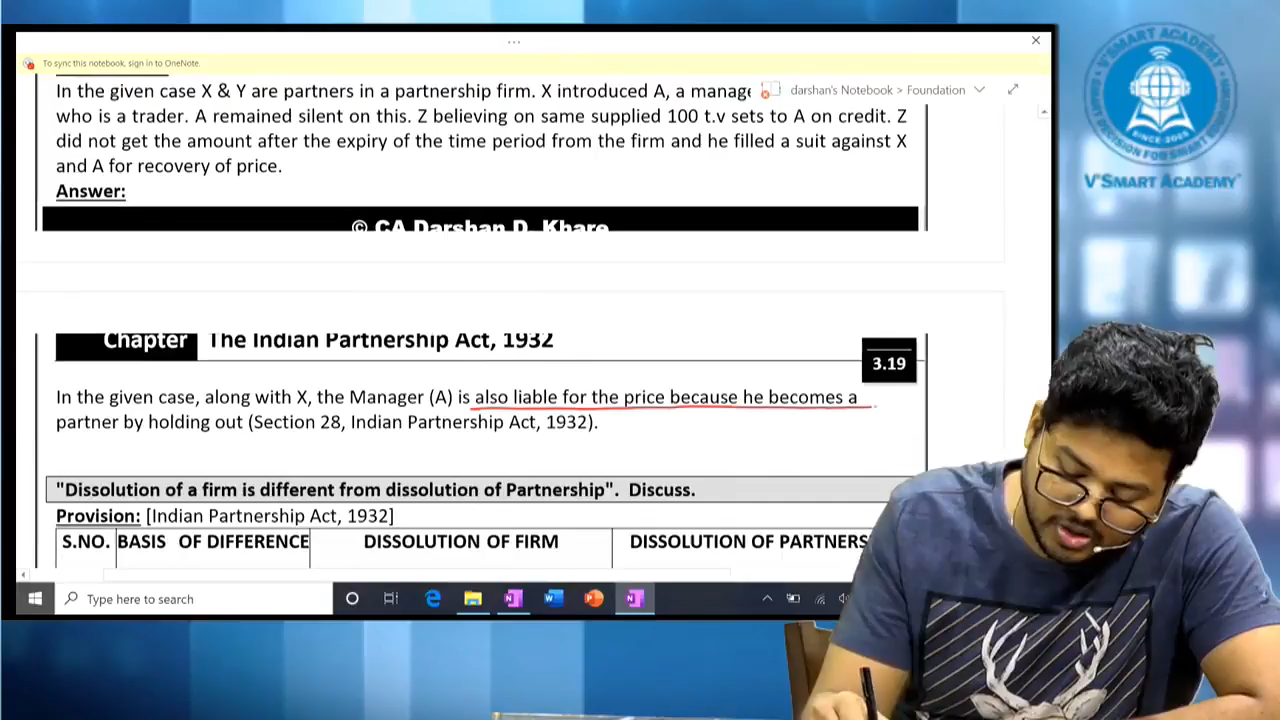 ...
To sync this notebook, sign in to OneNote.
In the given case X & Y are partners in a partnership firm. X introduced A, a manage
darshan's Notebook > Foundation
who is a trader. A remained silent on this. Z believing on same supplied 100 t.v sets to A on credit. Z
did not get the amount after the expiry of the time period from the firm and he filled a suit against X
and A for recovery of price.
Answer:
© CA Darshan D. Khare
Chapter The Indian Partnership Act, 1932
3.19
In the given case, along with X, the Manager (A) is also liable for the price because he becomes a
partner by holding out (Section 28, Indian Partnership Act, 1932).
"Dissolution of a firm is different from dissolution of Partnership". Discuss.
Provision: [Indian Partnership Act, 1932]
S.NO. BASIS OF DIFFERENCE DISSOLUTION OF FIRM DISSOLUTION OF PARTNERS
Type here to search
V'SMART ACADEMY
V'SMART ACADEMY